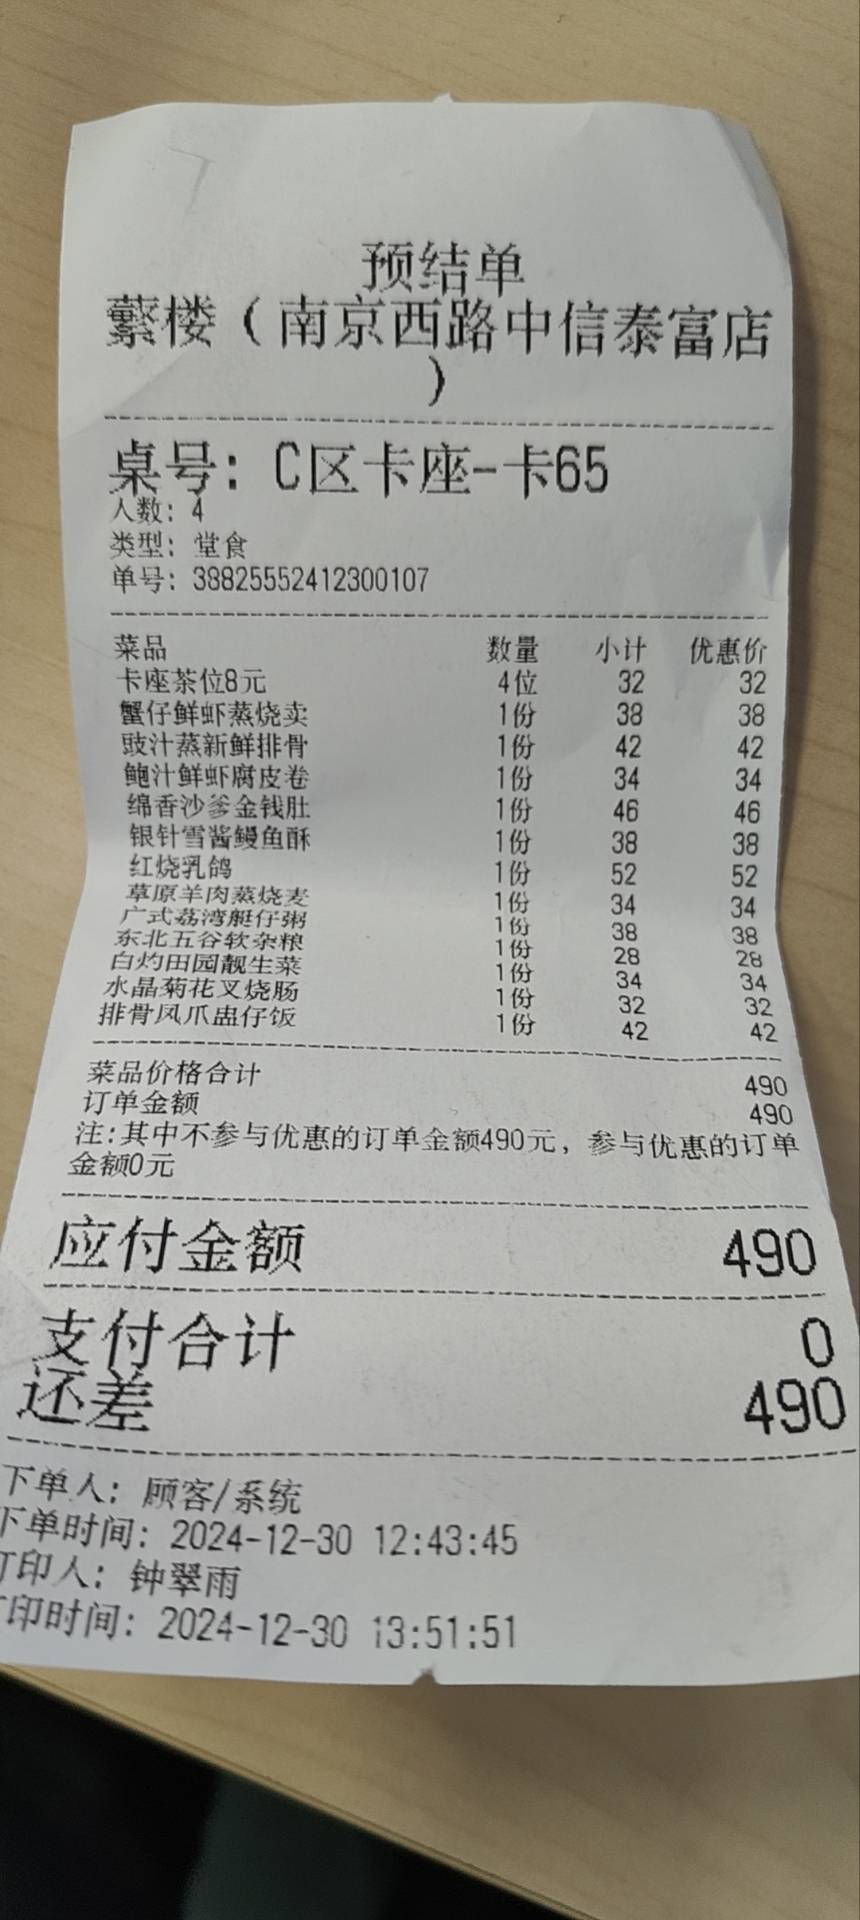 预结单
蘩楼（南京西路中信泰富店
）
桌号：C区卡座-卡65
人数：4
类型：堂食
单号：38825552412300107
菜品 数量 小计 优惠价
卡座茶位8元 4位 32 32
蟹仔鲜虾蒸烧卖 1份 38 38
豉汁蒸新鲜排骨 1份 42 42
鲍汁鲜虾腐皮卷 1份 34 34
绵香沙爹金钱肚 1份 46 46
银针雪酱鳗鱼酥 1份 38 38
红烧乳鸽 1份 52 52
草原羊肉蒸烧麦 1份 34 34
广式荔湾艇仔粥 1份 38 38
东北五谷软杂粮 1份 28 28
白灼田园靓生菜 1份 34 34
水晶菊花叉烧肠 1份 32 32
排骨凤爪盅仔饭 1份 42 42
菜品价格合计 490
订单金额 490
注：其中不参与优惠的订单金额490元，参与优惠的订单
金额0元
应付金额 490
支付合计 0
还差 490
下单人：顾客/系统
下单时间：2024-12-30 12:43:45
打印人：钟翠雨
打印时间：2024-12-30 13:51:51